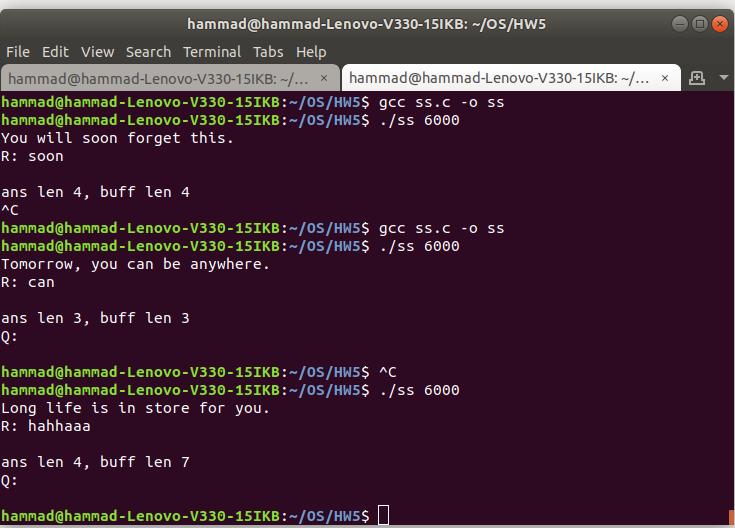 hammad@hammad-Lenovo-V330-15IKB: ~/OS/HW5
File Edit View Search Terminal Tabs Help
hammad@hammad-Lenovo-V330-15IKB: ~/... × hammad@hammad-Lenovo-V330-15IKB: ~/... ×
hammad@hammad-Lenovo-V330-15IKB:~/OS/HW5$ gcc ss.c -o ss
hammad@hammad-Lenovo-V330-15IKB:~/OS/HW5$ ./ss 6000
You will soon forget this.
R: soon
ans len 4, buff len 4
^C
hammad@hammad-Lenovo-V330-15IKB:~/OS/HW5$ gcc ss.c -o ss
hammad@hammad-Lenovo-V330-15IKB:~/OS/HW5$ ./ss 6000
Tomorrow, you can be anywhere.
R: can
ans len 3, buff len 3
Q:
hammad@hammad-Lenovo-V330-15IKB:~/OS/HW5$ ^C
hammad@hammad-Lenovo-V330-15IKB:~/OS/HW5$ ./ss 6000
Long life is in store for you.
R: hahhaaa
ans len 4, buff len 7
Q:
hammad@hammad-Lenovo-V330-15IKB:~/OS/HW5$